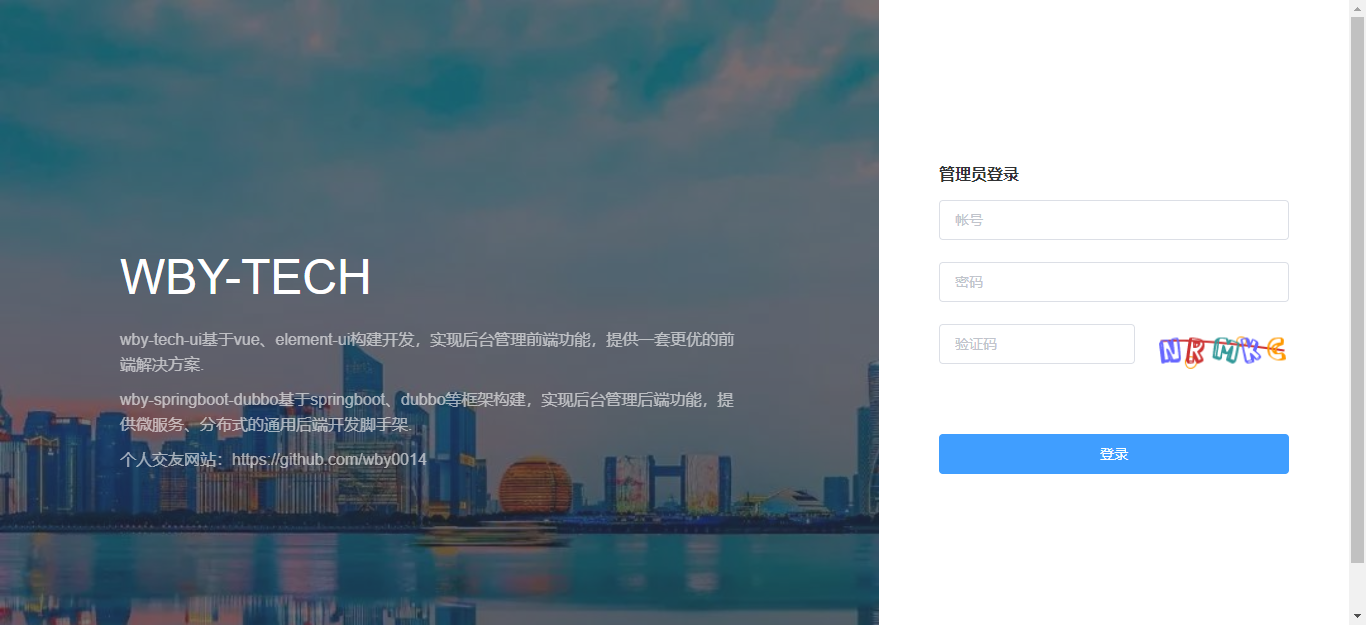 WBY-TECH
wby-tech-ui基于vue、element-ui构建开发，实现后台管理前端功能，提供一套更优的前
端解决方案.
wby-springboot-dubbo基于springboot、dubbo等框架构建，实现后台管理后端功能，提
供微服务、分布式的通用后端开发脚手架.
个人交友网站：https://github.com/wby0014
管理员登录
帐号
密码
验证码
NRMKC
登录